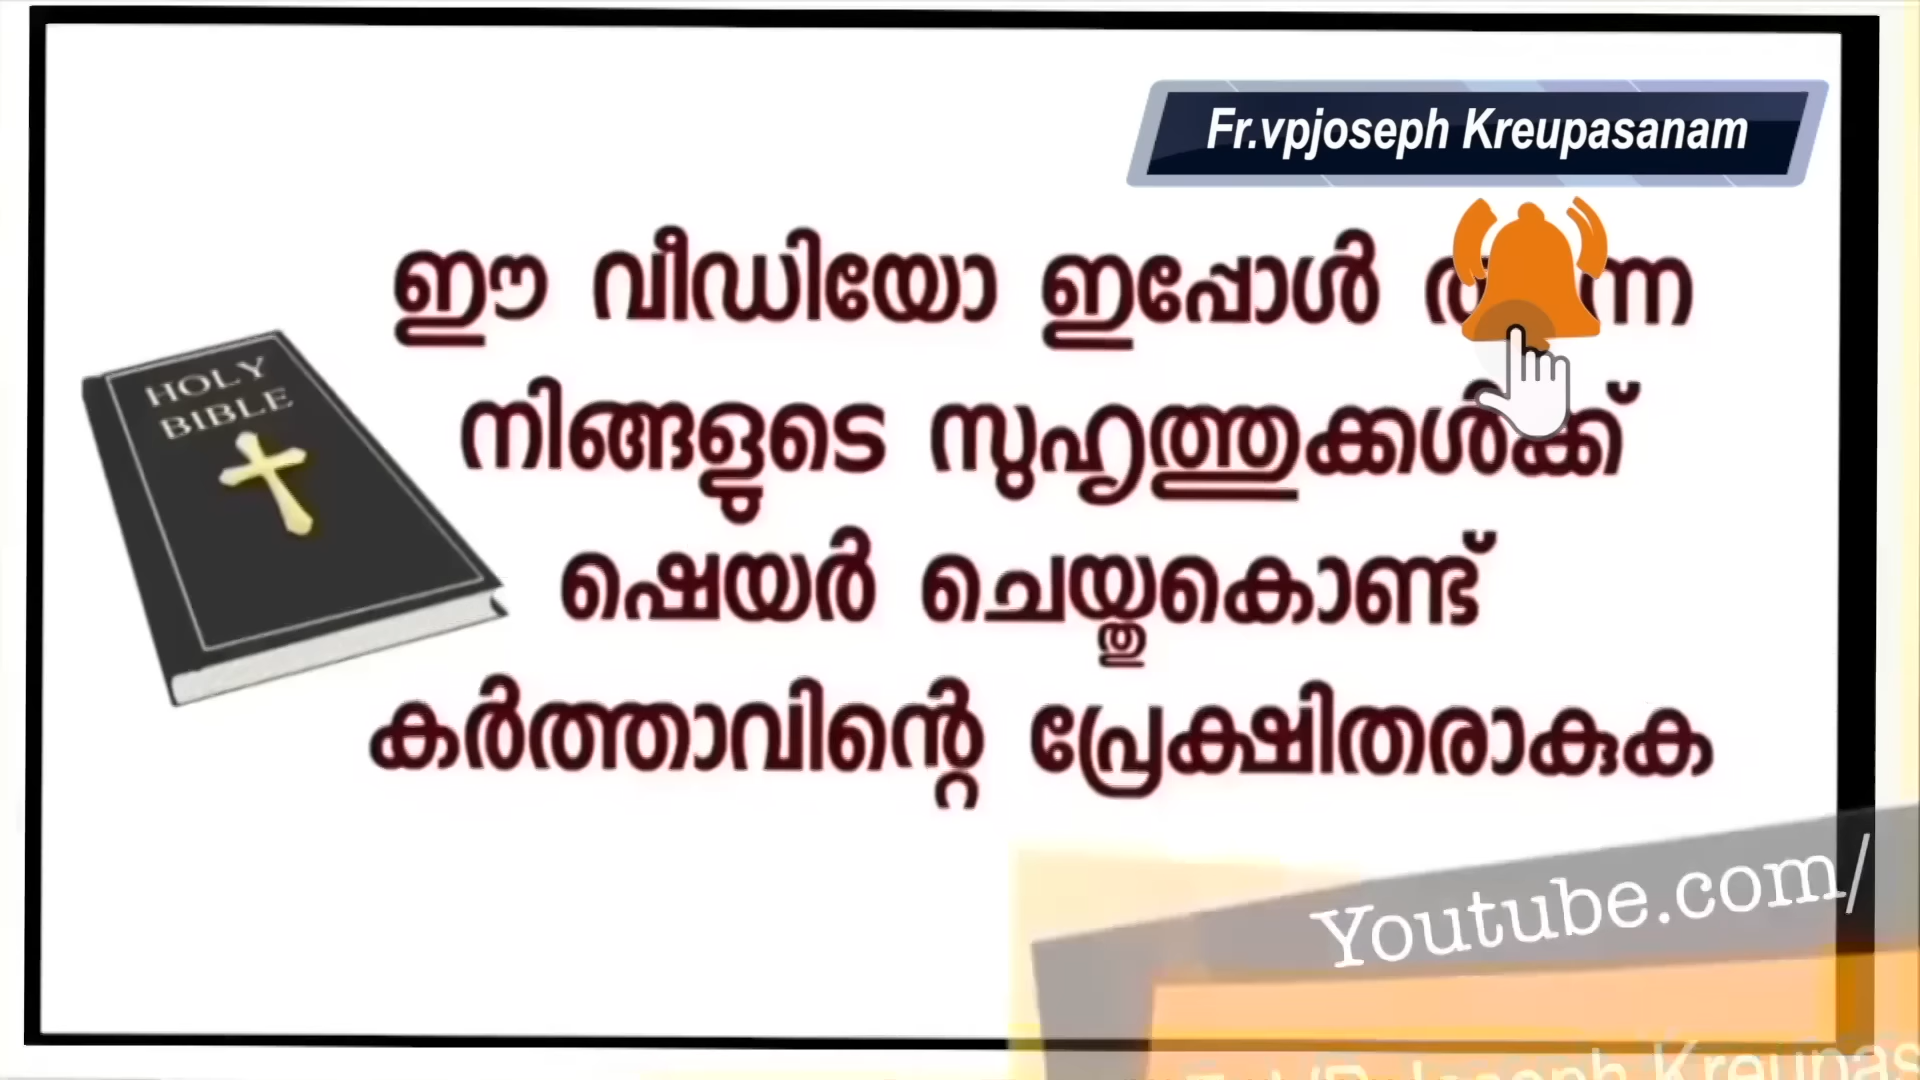 Fr.vpjoseph Kreupasanam
ഈ വീഡിയോ ഇപ്പോൾ
HOLY
BIBLE
നിങ്ങളുടെ സുഹൃത്തുക്കൾക്ക്
ഷെയർ ചെയ്തുകൊണ്ട്
കർത്താവിന്റെ പ്രേക്ഷിതരാകുക
Youtube.com/